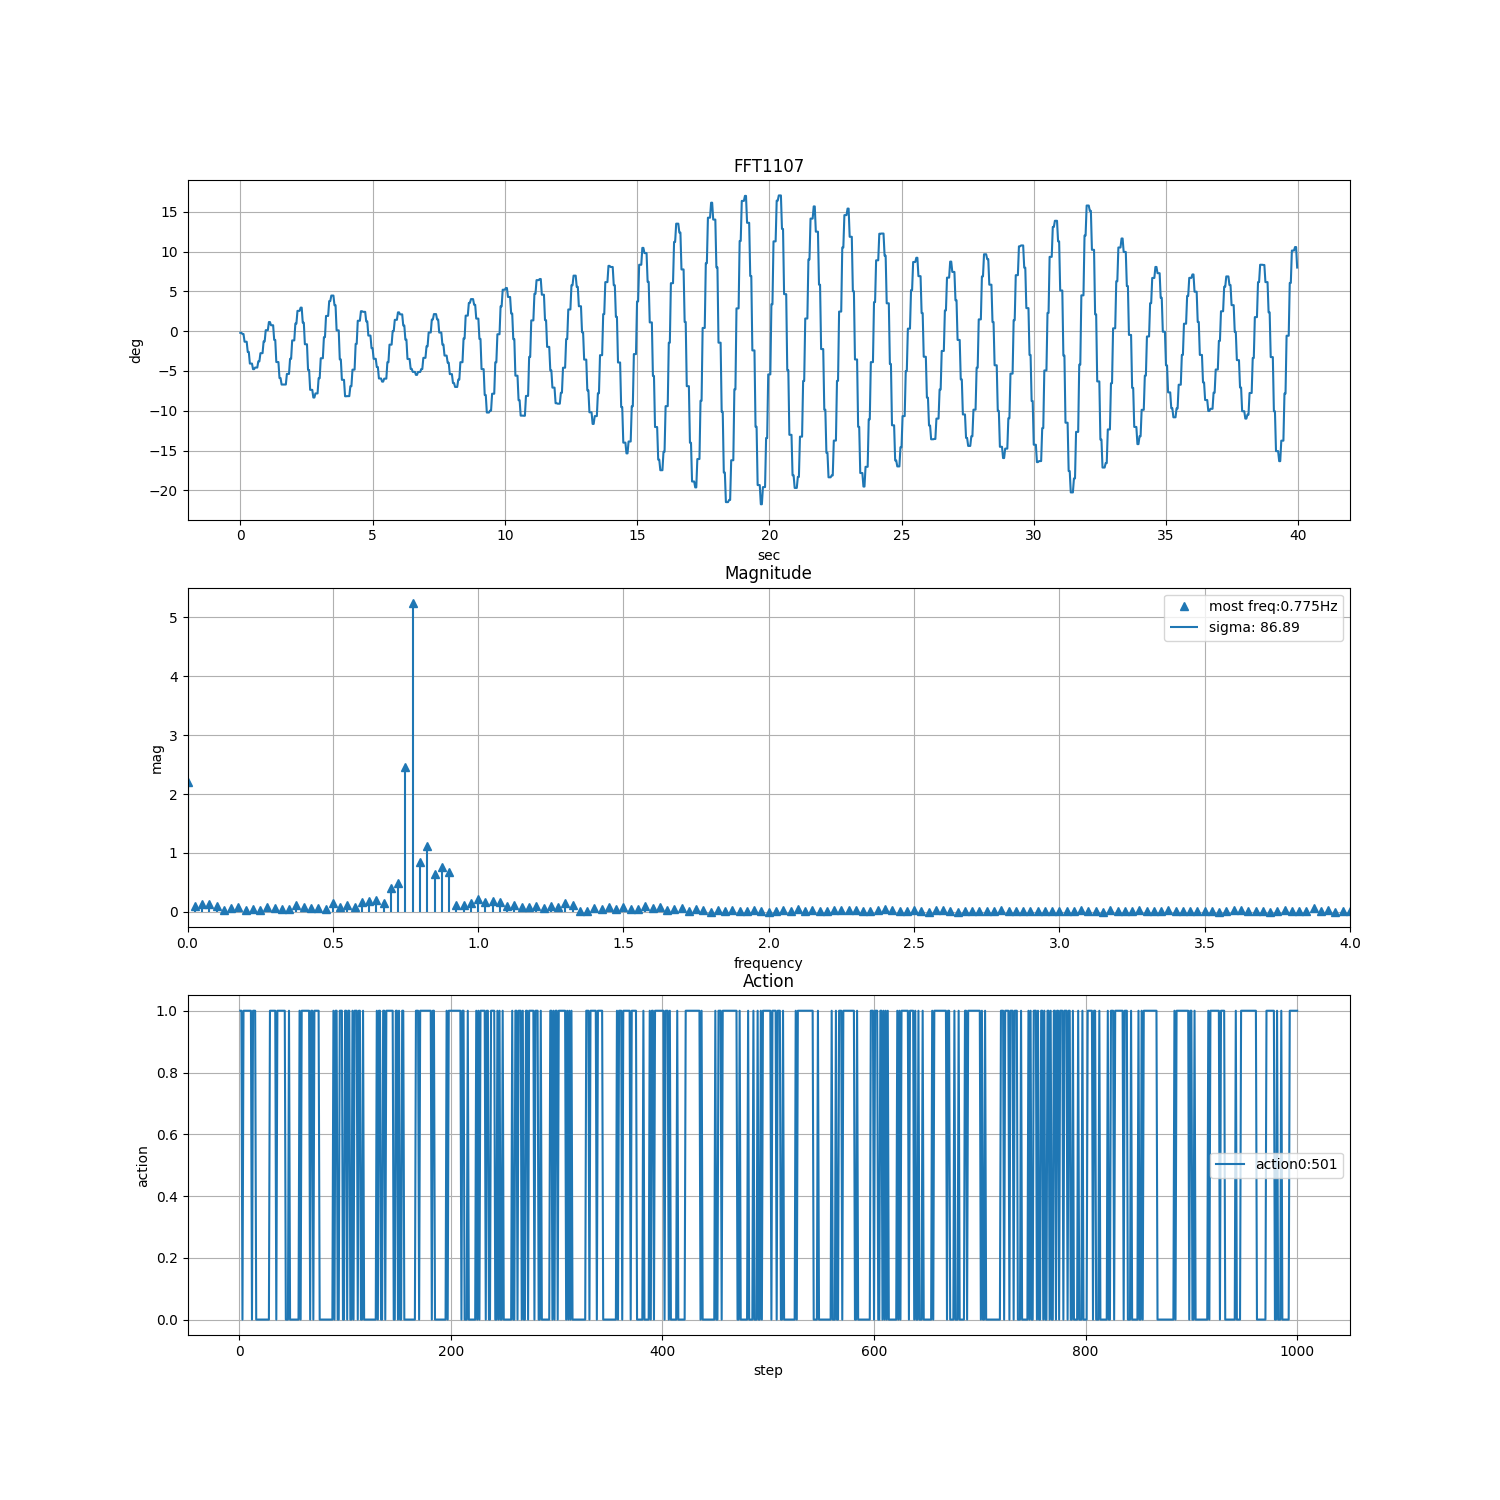 FFT1107
15
10
5
0
−5
−10
−15
−20
deg
0 5 10 15 20 25 30 35 40
sec
Magnitude
5
4
3
2
1
0
mag
most freq:0.775Hz
sigma: 86.89
0.0 0.5 1.0 1.5 2.0 2.5 3.0 3.5 4.0
frequency
Action
1.0
0.8
0.6
0.4
0.2
0.0
action
action0:501
0 200 400 600 800 1000
step